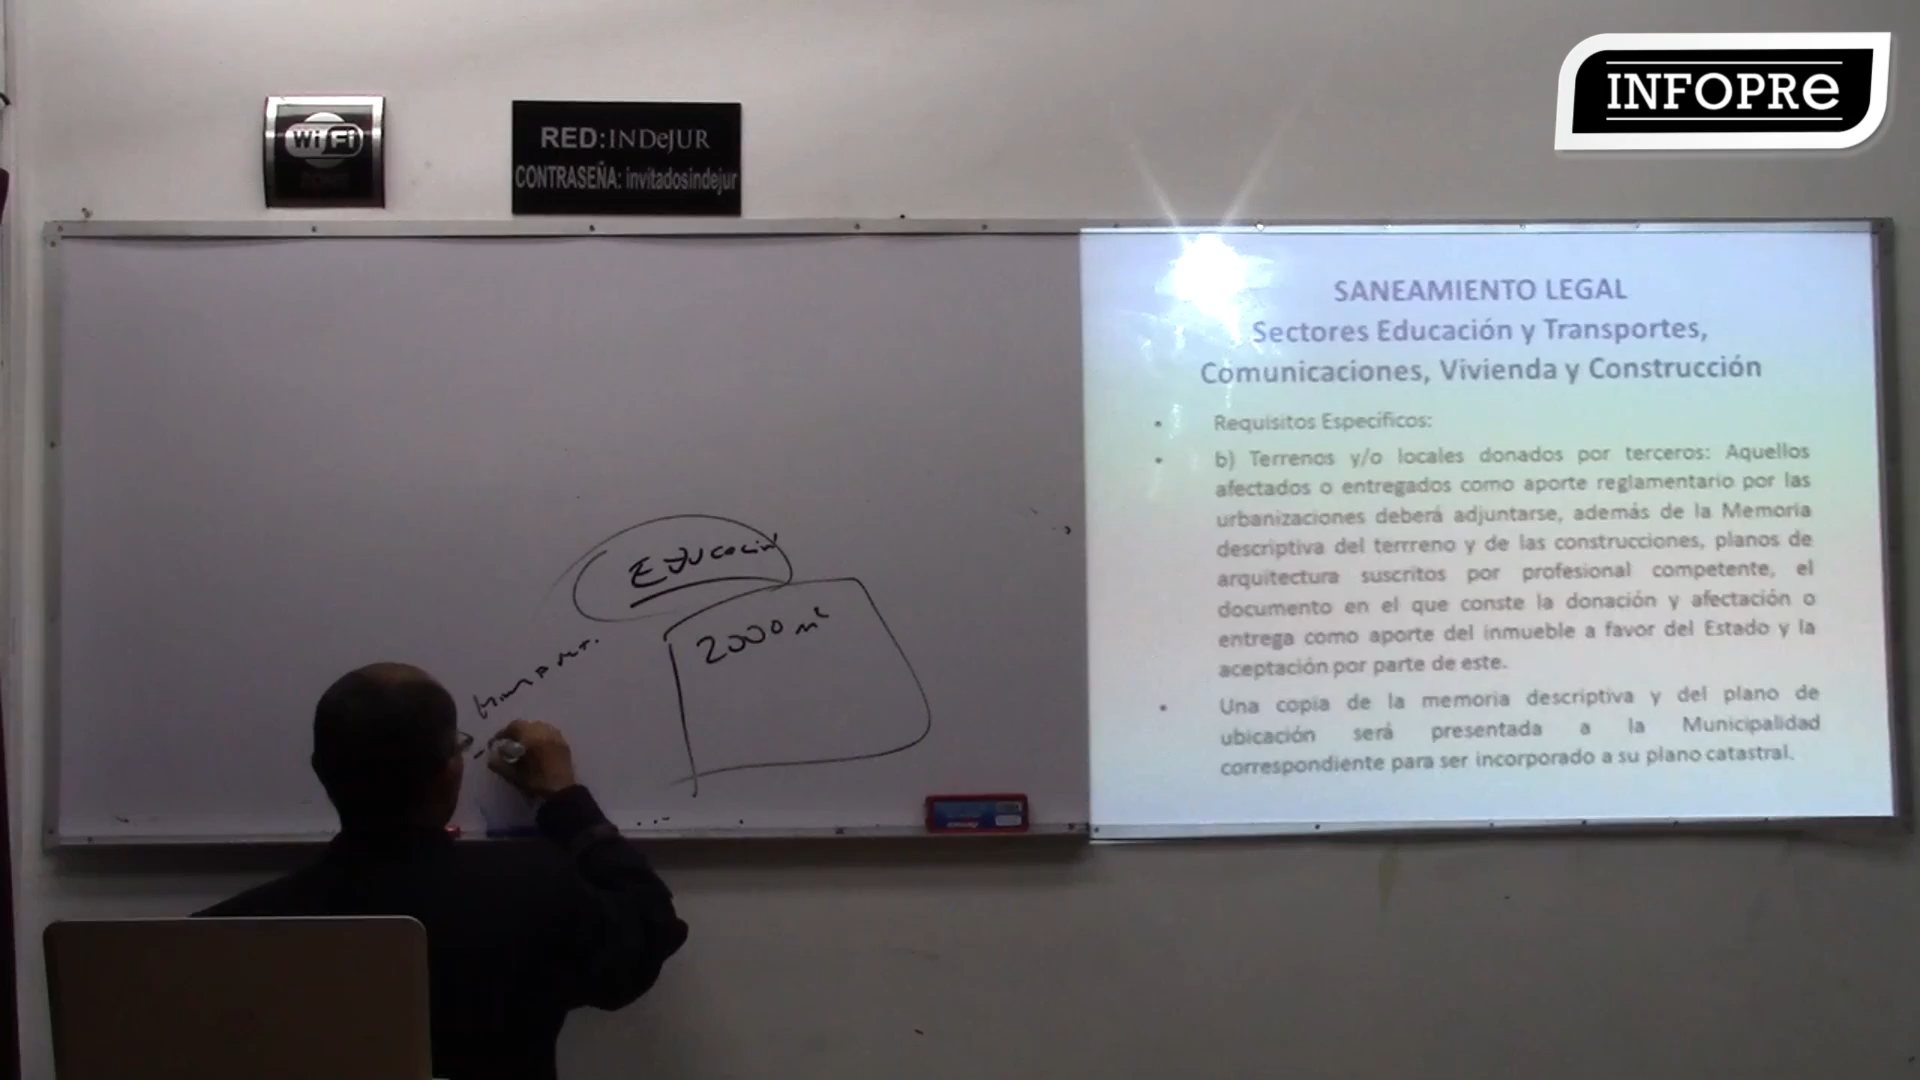 INFOPRe
Wi Fi
ZONE
RED:INDeJUR
CONTRASEÑA: invitadosindejur
SANEAMIENTO LEGAL
Sectores Educación y Transportes,
Comunicaciones, Vivienda y Construcción
• Requisitos Específicos:
• b) Terrenos y/o locales donados por terceros: Aquellos
afectados o entregados como aporte reglamentario por las
urbanizaciones deberá adjuntarse, además de la Memoria
descriptiva del terrreno y de las construcciones, planos de
arquitectura suscritos por profesional competente, el
documento en el que conste la donación y afectación o
entrega como aporte del inmueble a favor del Estado y la
aceptación por parte de este.
• Una copia de la memoria descriptiva y del plano de
ubicación será presentada a la Municipalidad
correspondiente para ser incorporado a su plano catastral.
Educación
2000 m²